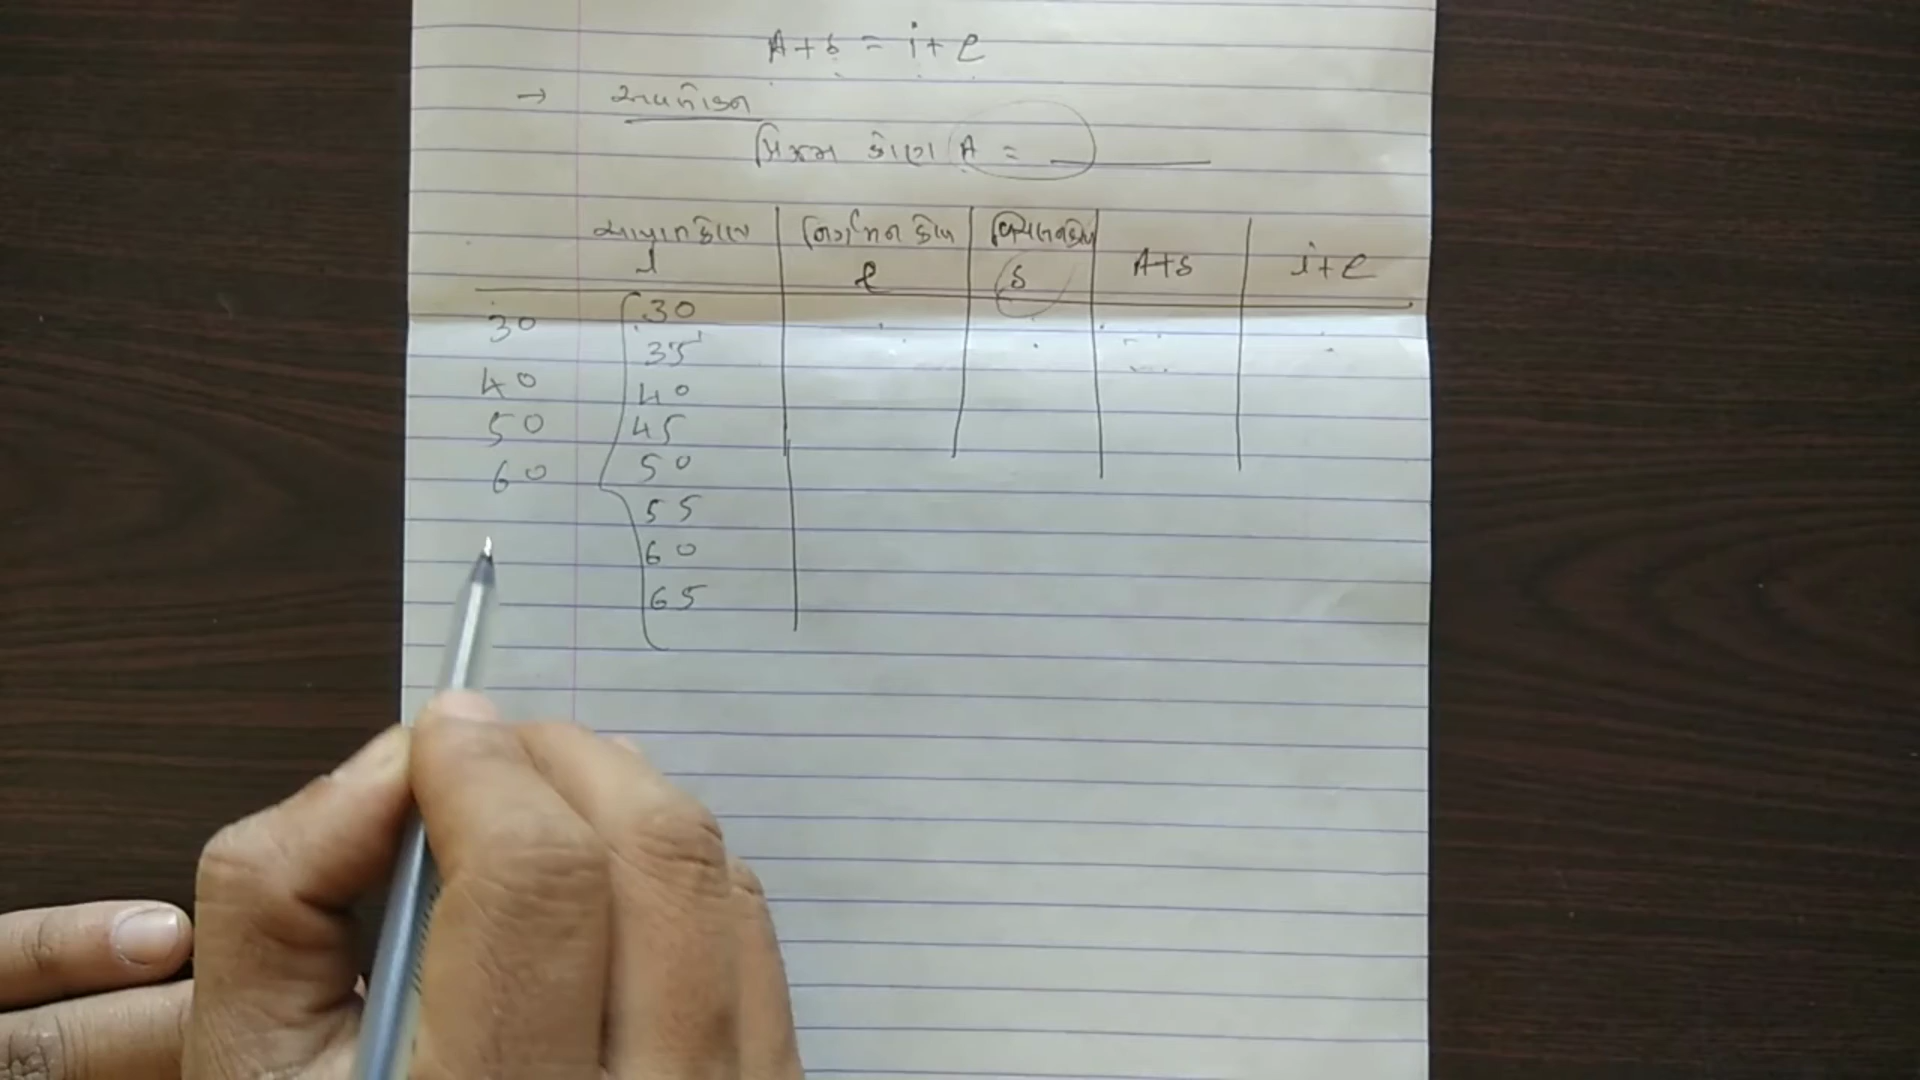 A + δ = i + e
→ અવલોકન
પ્રિઝમ કોણ A = ______
આપાતકોણ નિર્ગમન કોણ વિચલનકોણ
i e δ A+δ i+e
30 30
35
40 40
50 45
60 50
55
60
65